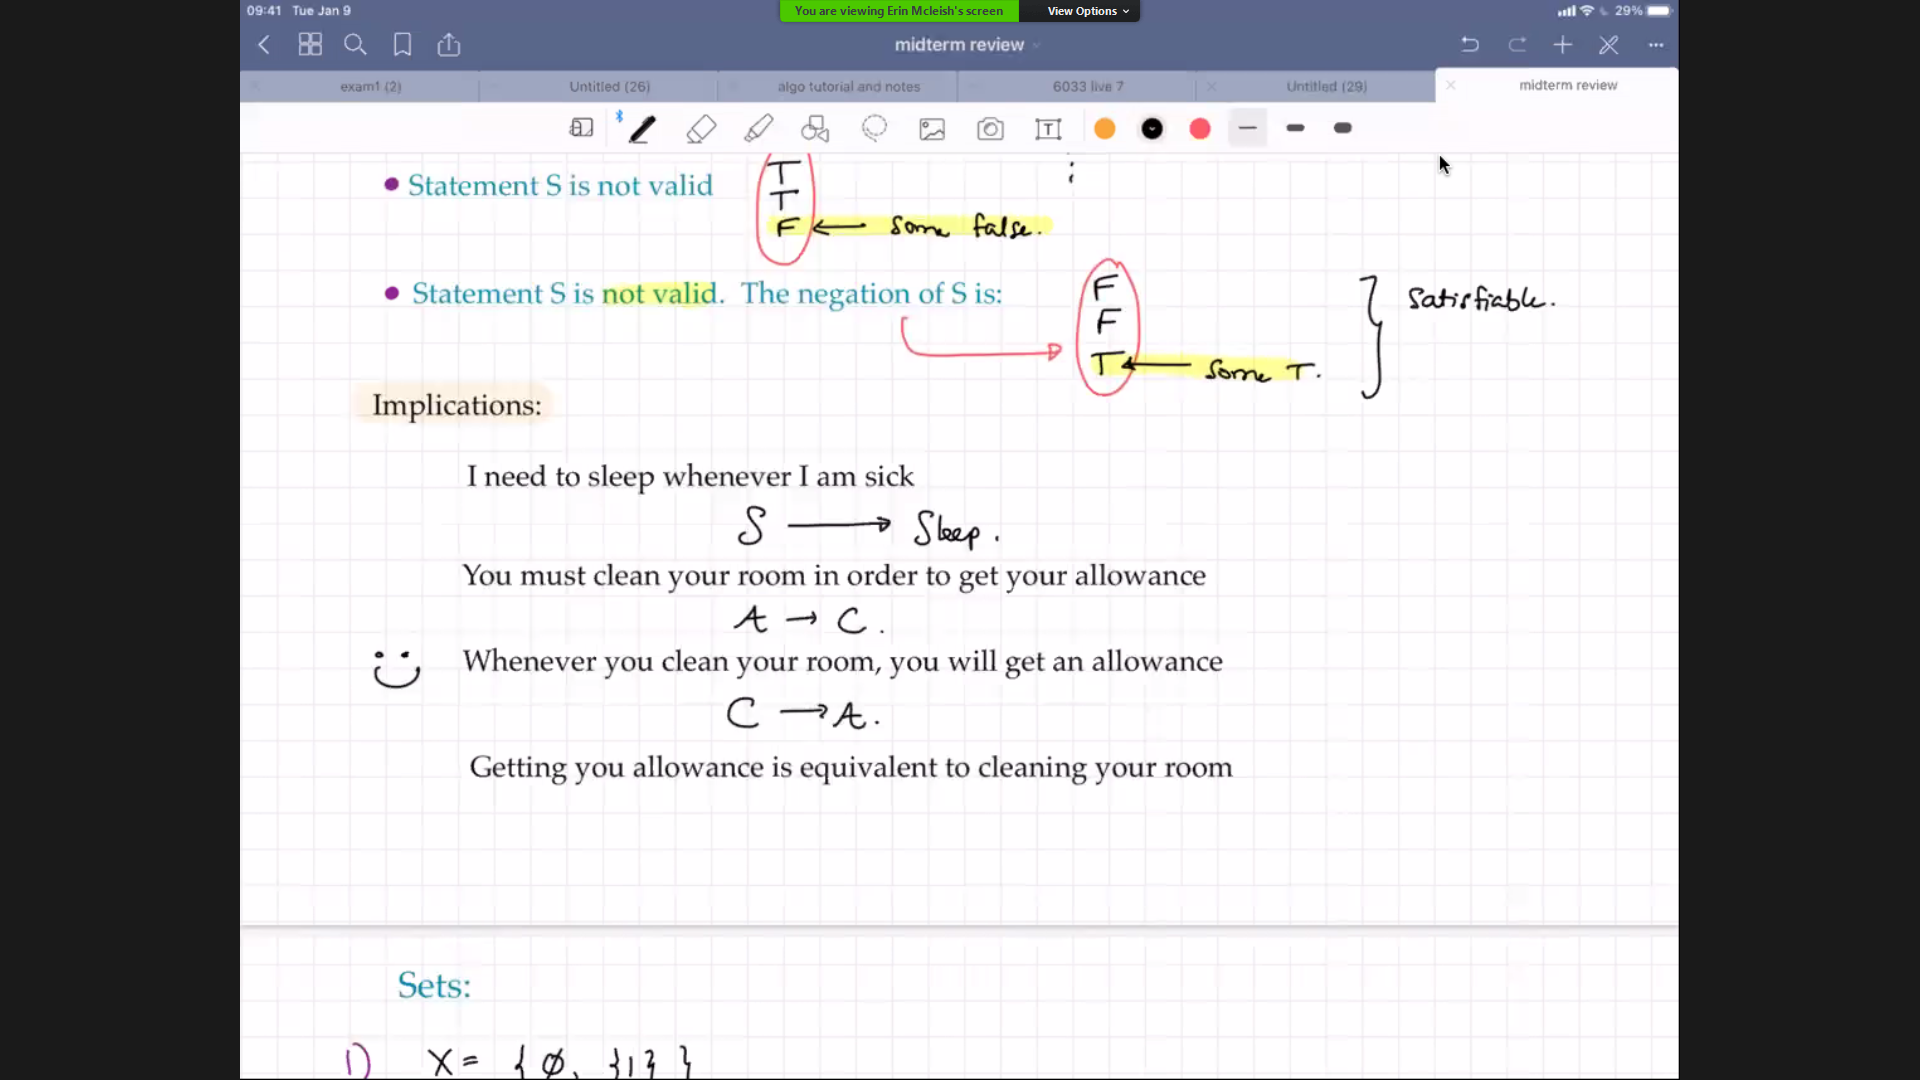 09:41 Tue Jan 9
You are viewing Erin Mcleish's screen
View Options
29%
midterm review
exam1 (2)
Untitled (26)
algo tutorial and notes
6033 live 7
Untitled (29)
midterm review
T
• Statement S is not valid
T
F ← Some false.
• Statement S is not valid. The negation of S is:
F
F
T ← Some T.
} Satisfiable.
Implications:
I need to sleep whenever I am sick
S → Sleep.
You must clean your room in order to get your allowance
A → C.
Whenever you clean your room, you will get an allowance
C → A.
Getting you allowance is equivalent to cleaning your room
Sets:
1) X = { ∅, {1} }